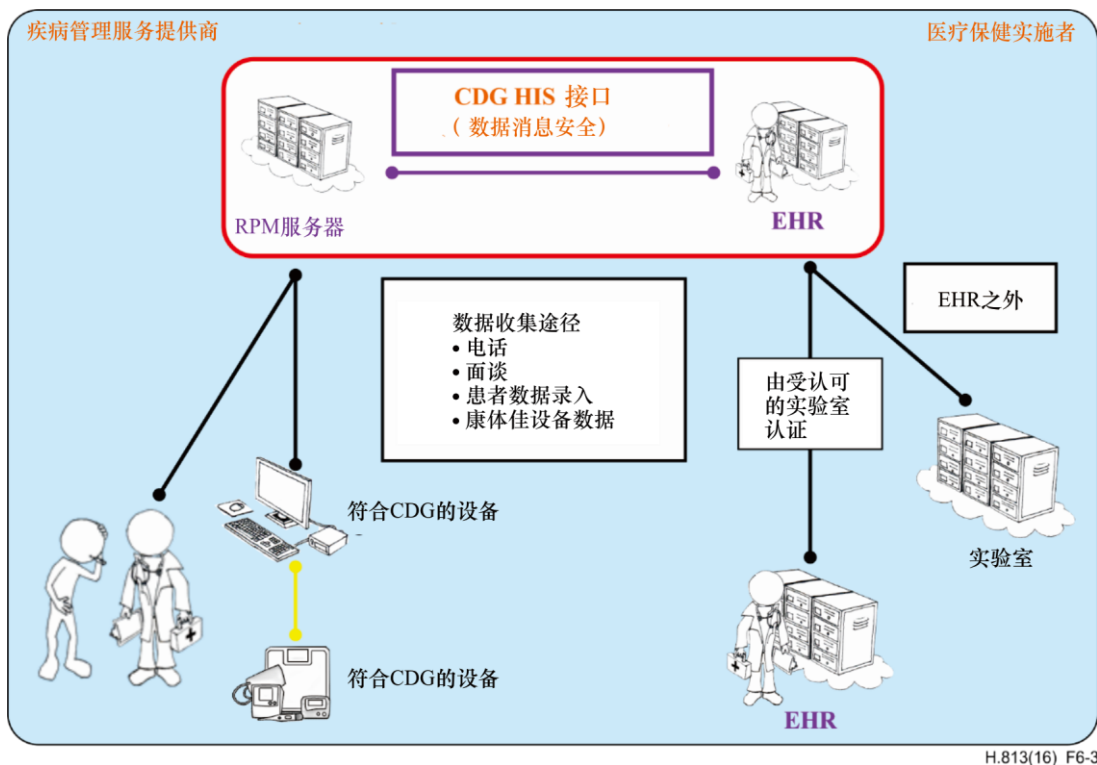 疾病管理服务提供商
医疗保健实施者
CDG HIS 接口
( 数据消息安全)
RPM服务器
EHR
数据收集途径
• 电话
• 面谈
• 患者数据录入
• 康体佳设备数据
EHR之外
由受认可
的实验室
认证
符合CDG的设备
实验室
符合CDG的设备
EHR
H.813(16)_F6-3